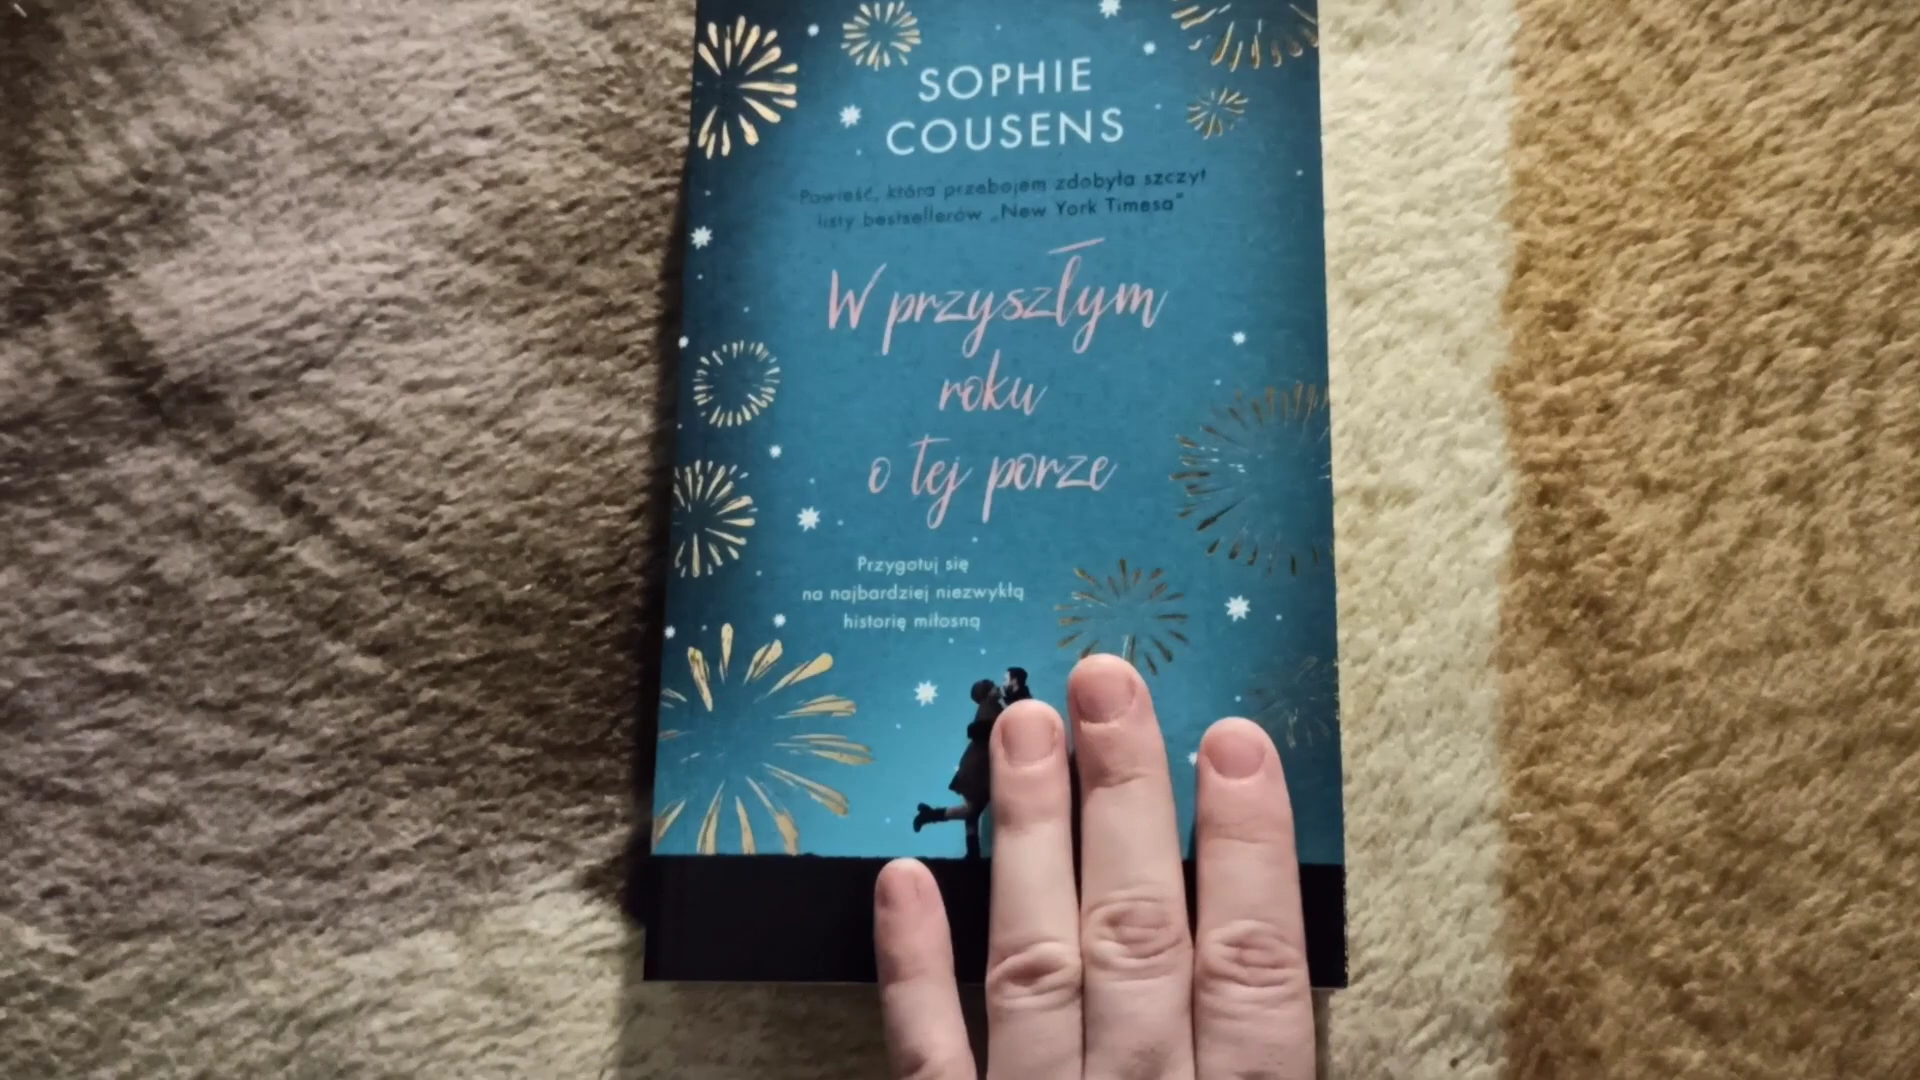 SOPHIE
COUSENS
Powieść, która przebojem zdobyła szczyt
listy bestsellerów „New York Timesa”
W przyszłym
roku
o tej porze
Przygotuj się
na najbardziej niezwykłą
historię miłosną